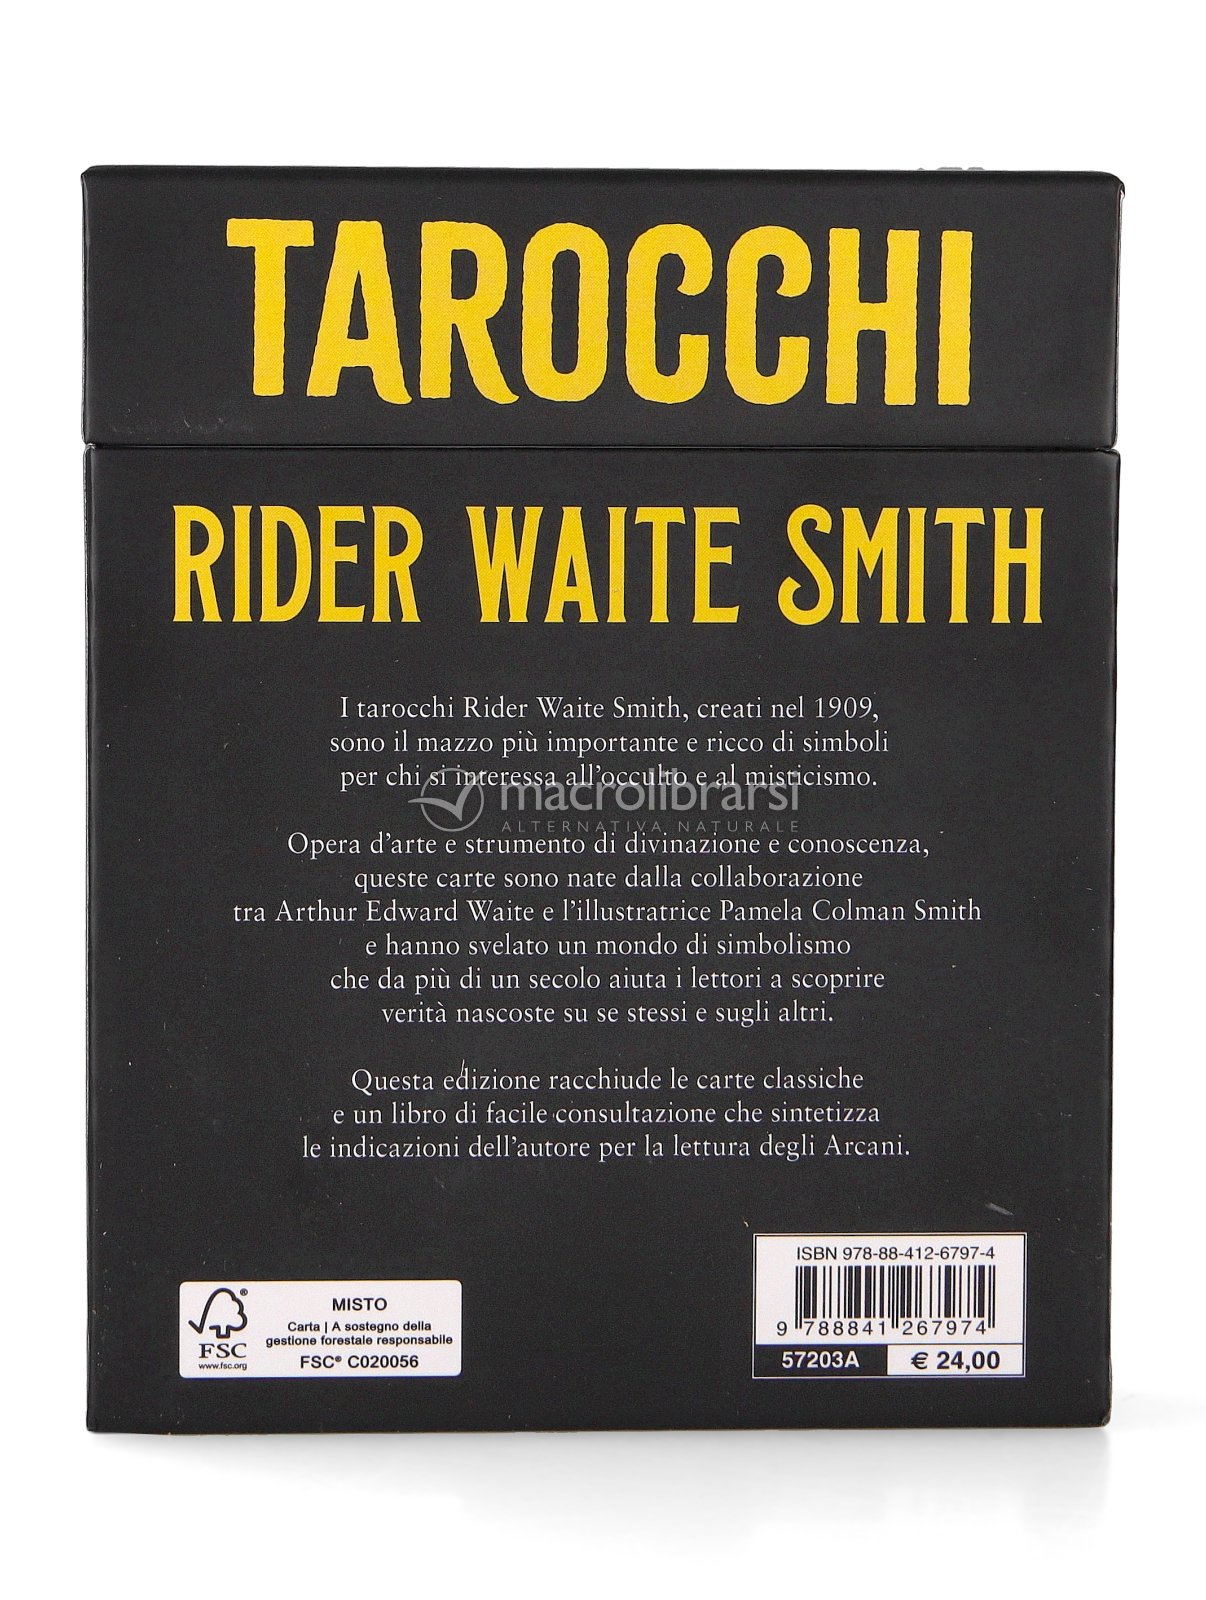 TAROCCHI
RIDER WAITE SMITH
I tarocchi Rider Waite Smith, creati nel 1909,
sono il mazzo più importante e ricco di simboli
per chi si interessa all'occulto e al misticismo.
macrolibrarsi
ALTERNATIVA NATURALE
Opera d'arte e strumento di divinazione e conoscenza,
queste carte sono nate dalla collaborazione
tra Arthur Edward Waite e l'illustratrice Pamela Colman Smith
e hanno svelato un mondo di simbolismo
che da più di un secolo aiuta i lettori a scoprire
verità nascoste su se stessi e sugli altri.
Questa edizione racchiude le carte classiche
e un libro di facile consultazione che sintetizza
le indicazioni dell'autore per la lettura degli Arcani.
®
FSC
www.fsc.org
MISTO
Carta | A sostegno della
gestione forestale responsabile
FSC® C020056
ISBN 978-88-412-6797-4
9 788841 267974
57203A
€ 24,00